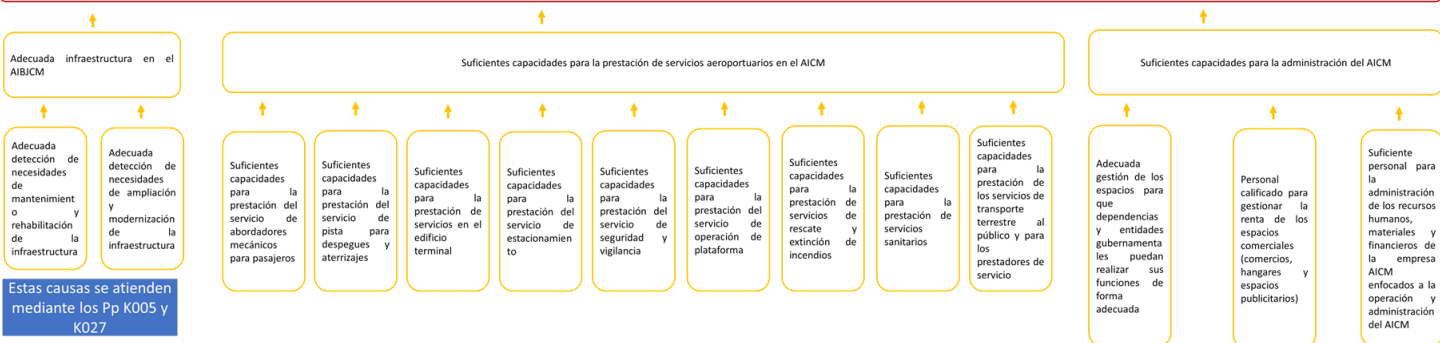 Adecuada infraestructura en el
AIBJCM
Suficientes capacidades para la prestación de servicios aeroportuarios en el AICM
Suficientes capacidades para la administración del AICM
Adecuada
detección de
necesidades
de
mantenimient
o y
rehabilitación
de la
infraestructura
Adecuada
detección de
necesidades
de ampliación
y
modernización
de la
infraestructura
Estas causas se atienden
mediante los Pp K005 y
K027
Suficientes
capacidades
para la
prestación del
servicio de
abordadores
mecánicos
para pasajeros
Suficientes
capacidades
para la
prestación del
servicio de
pista para
despegues y
aterrizajes
Suficientes
capacidades
para la
prestación de
servicios en el
edificio
terminal
Suficientes
capacidades
para la
prestación del
servicio de
estacionamien
to
Suficientes
capacidades
para la
prestación del
servicio de
seguridad y
vigilancia
Suficientes
capacidades
para la
prestación del
servicio de
operación de
plataforma
Suficientes
capacidades
para la
prestación de
servicios de
rescate y
extinción de
incendios
Suficientes
capacidades
para la
prestación de
servicios
sanitarios
Suficientes
capacidades
para la
prestación de
los servicios de
transporte
terrestre al
público y para
los
prestadores de
servicio
Adecuada
gestión de los
espacios para
que
dependencias
y entidades
gubernamenta
les puedan
realizar sus
funciones de
forma
adecuada
Personal
calificado para
gestionar la
renta de los
espacios
comerciales
(comercios,
hangares y
espacios
publicitarios)
Suficiente
personal para
la
administración
de los recursos
humanos,
materiales y
financieros de
la empresa
AICM
enfocados a la
operación y
administración
del AICM